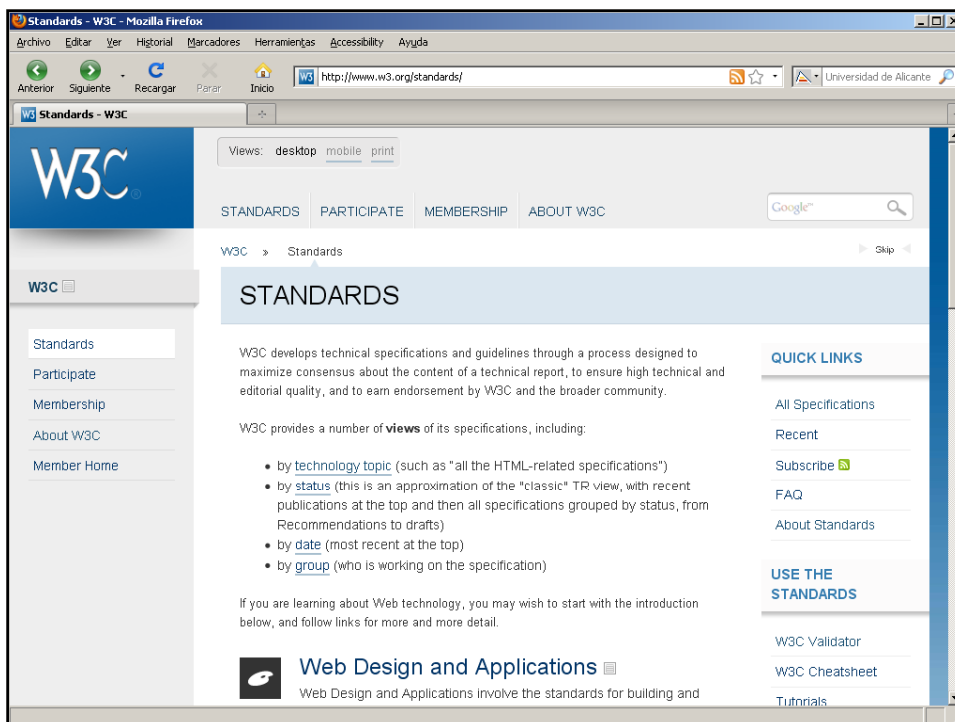 Standards - W3C - Mozilla Firefox
Archivo Editar Ver Historial Marcadores Herramientas Accessibility Ayuda
Anterior Siguiente Recargar Parar Inicio
W3 http://www.w3.org/standards/
Universidad de Alicante
W3 Standards - W3C
W3C®
Views: desktop mobile print
STANDARDS PARTICIPATE MEMBERSHIP ABOUT W3C
Google™
W3C » Standards
Skip
W3C
Standards
Participate
Membership
About W3C
Member Home
STANDARDS
W3C develops technical specifications and guidelines through a process designed to
maximize consensus about the content of a technical report, to ensure high technical and
editorial quality, and to earn endorsement by W3C and the broader community.
W3C provides a number of views of its specifications, including:
• by technology topic (such as "all the HTML-related specifications")
• by status (this is an approximation of the "classic" TR view, with recent
publications at the top and then all specifications grouped by status, from
Recommendations to drafts)
• by date (most recent at the top)
• by group (who is working on the specification)
If you are learning about Web technology, you may wish to start with the introduction
below, and follow links for more and more detail.
Web Design and Applications
Web Design and Applications involve the standards for building and
QUICK LINKS
All Specifications
Recent
Subscribe
FAQ
About Standards
USE THE
STANDARDS
W3C Validator
W3C Cheatsheet
Tutorials